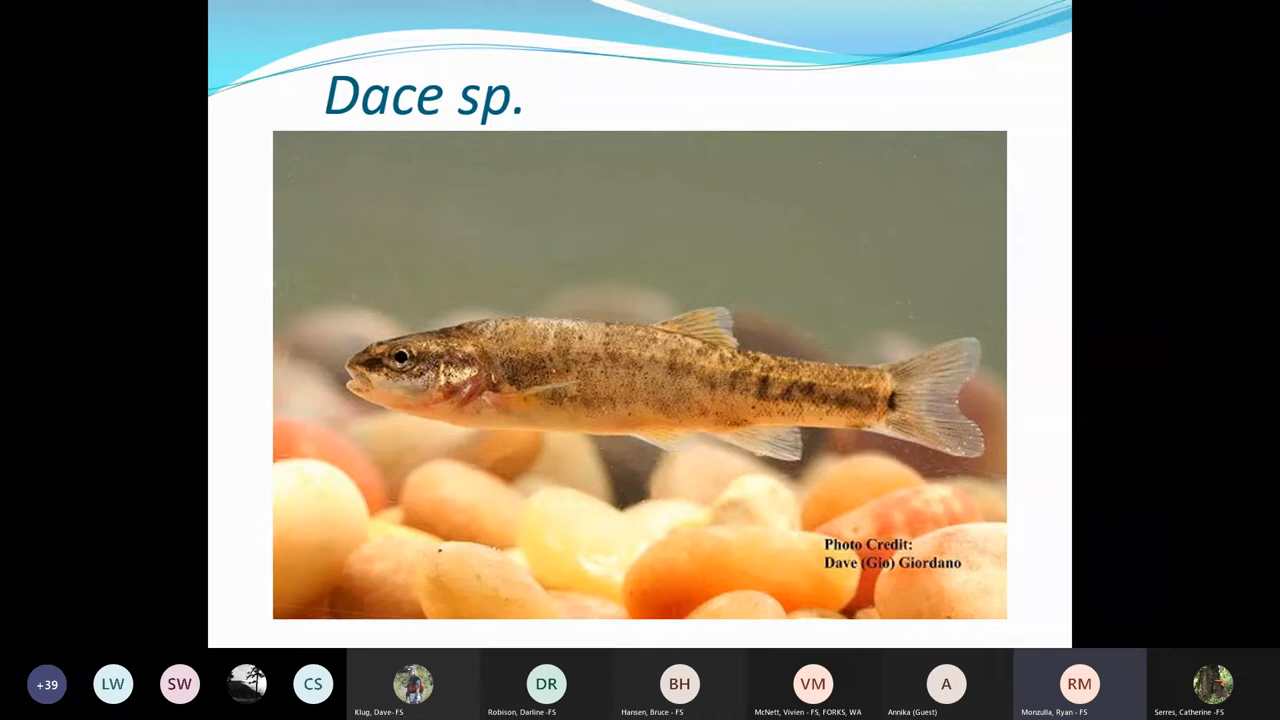 Dace sp.
Photo Credit:
Dave (Gio) Giordano
+39
LW
SW
CS
DR
BH
VM
A
RM
Klug, Dave- FS
Robison, Darline -FS
Hansen, Bruce - FS
McNett, Vivien - FS, FORKS, WA
Annika (Guest)
Monzulla, Ryan - FS
Serres, Catherine -FS